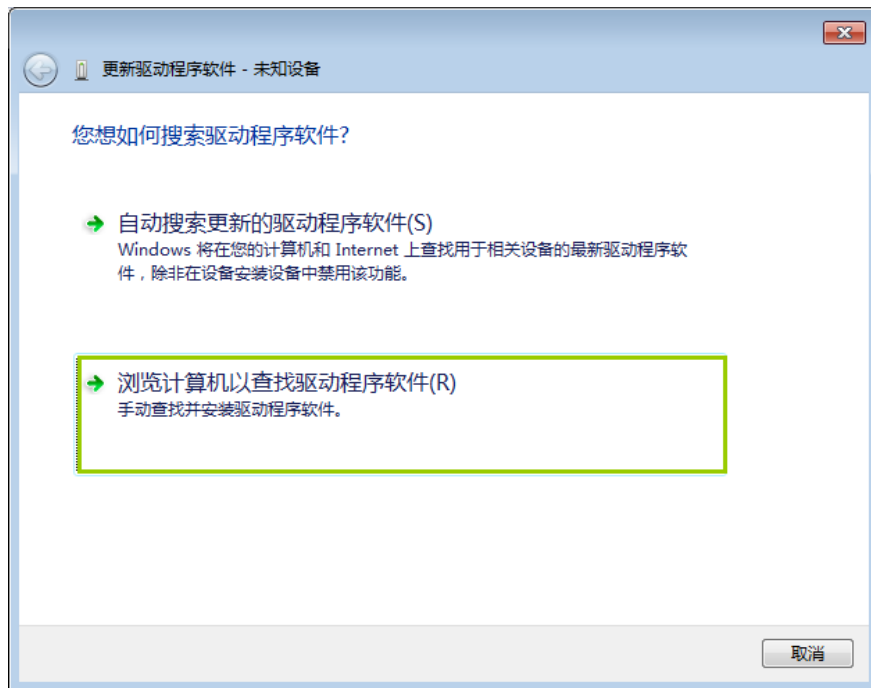 更新驱动程序软件 - 未知设备
您想如何搜索驱动程序软件?
自动搜索更新的驱动程序软件(S)
Windows 将在您的计算机和 Internet 上查找用于相关设备的最新驱动程序软
件，除非在设备安装设备中禁用该功能。
浏览计算机以查找驱动程序软件(R)
手动查找并安装驱动程序软件。
取消